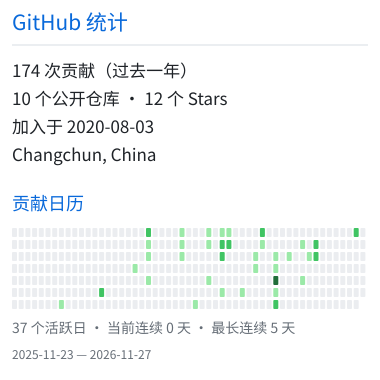 GitHub 统计
174 次贡献（过去一年）
10 个公开仓库 · 12 个 Stars
加入于 2020-08-03
Changchun, China
贡献日历
37 个活跃日 · 当前连续 0 天 · 最长连续 5 天
2025-11-23 — 2026-11-27